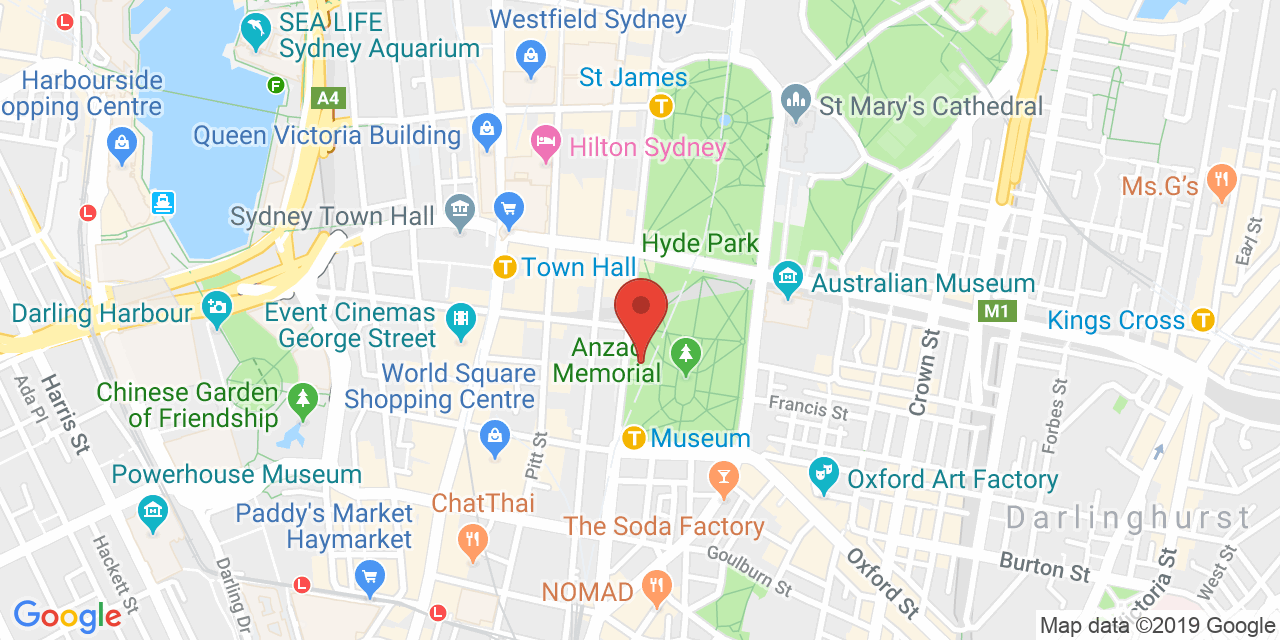 SEA LIFE
Sydney Aquarium
Westfield Sydney
Harbourside
opping Centre
F
A4
St James
T
St Mary's Cathedral
Queen Victoria Building
Hilton Sydney
Ms.G's
Sydney Town Hall
Earl St
Hyde Park
T
Town Hall
Australian Museum
Darling Harbour
Event Cinemas
George Street
M1
Kings Cross
T
Anzac
Memorial
World Square
Shopping Centre
Crown St
Harris St
Ada Pl
Chinese Garden
of Friendship
Francis St
Forbes St
T
Museum
Pitt St
Powerhouse Museum
Oxford Art Factory
ChatThai
Paddy's Market
Haymarket
The Soda Factory
Darlinghurst
Hackett St
Goulburn St
Burton St
Oxford St
West St
ictoria St
Darling Dr
NOMAD
L
L
L
L
Google
Map data ©2019 Google